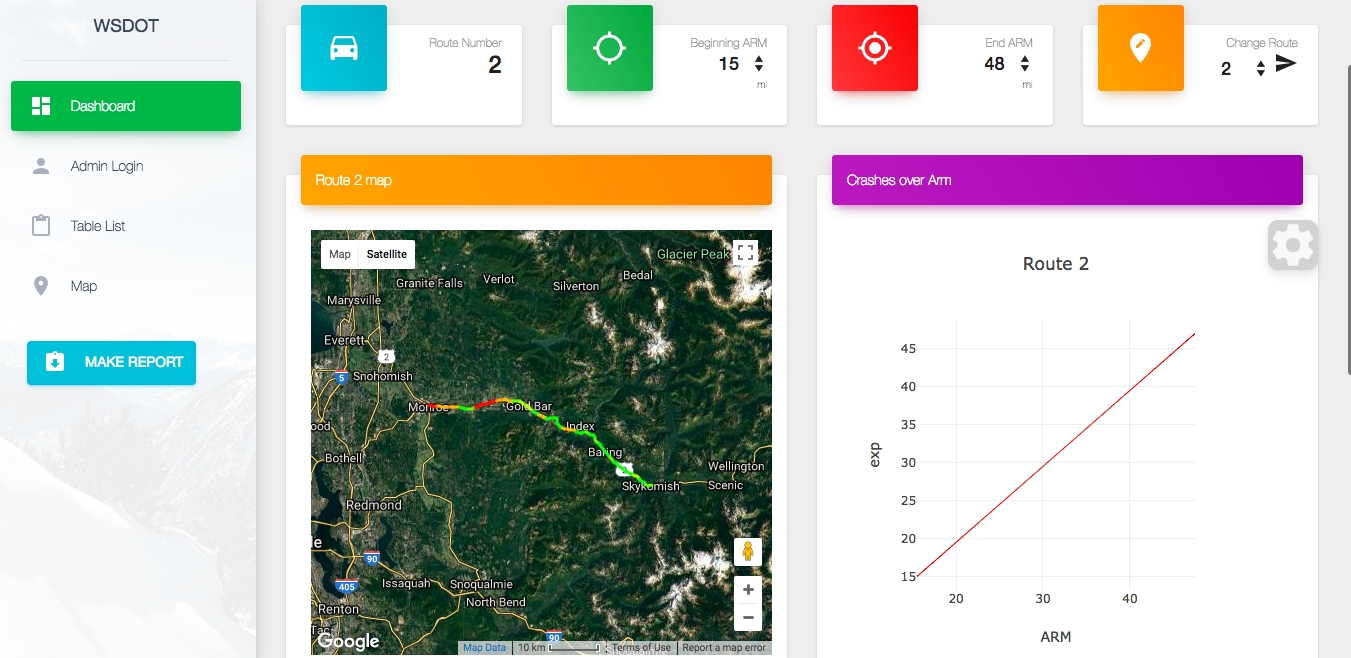 WSDOT
Dashboard
Admin Login
Table List
Map
MAKE REPORT
Route Number
2
Beginning ARM
15
mi
End ARM
48
mi
Change Route
2
Route 2 map
Map
Satellite
Glacier Peak
Bedal
Verlot
Granite Falls
Silverton
Marysville
Everett
2
5
Snohomish
Monroe
Gold Bar
Index
ood
Baring
Bothell
Wellington
Skykomish
Scenic
Redmond
le
90
Issaquah
Snoqualmie
405
North Bend
Renton
Tac
90
Google
Map Data
10 km
Terms of Use
Report a map error
Crashes over Arm
Route 2
exp
45
40
35
30
25
20
15
20
30
40
ARM